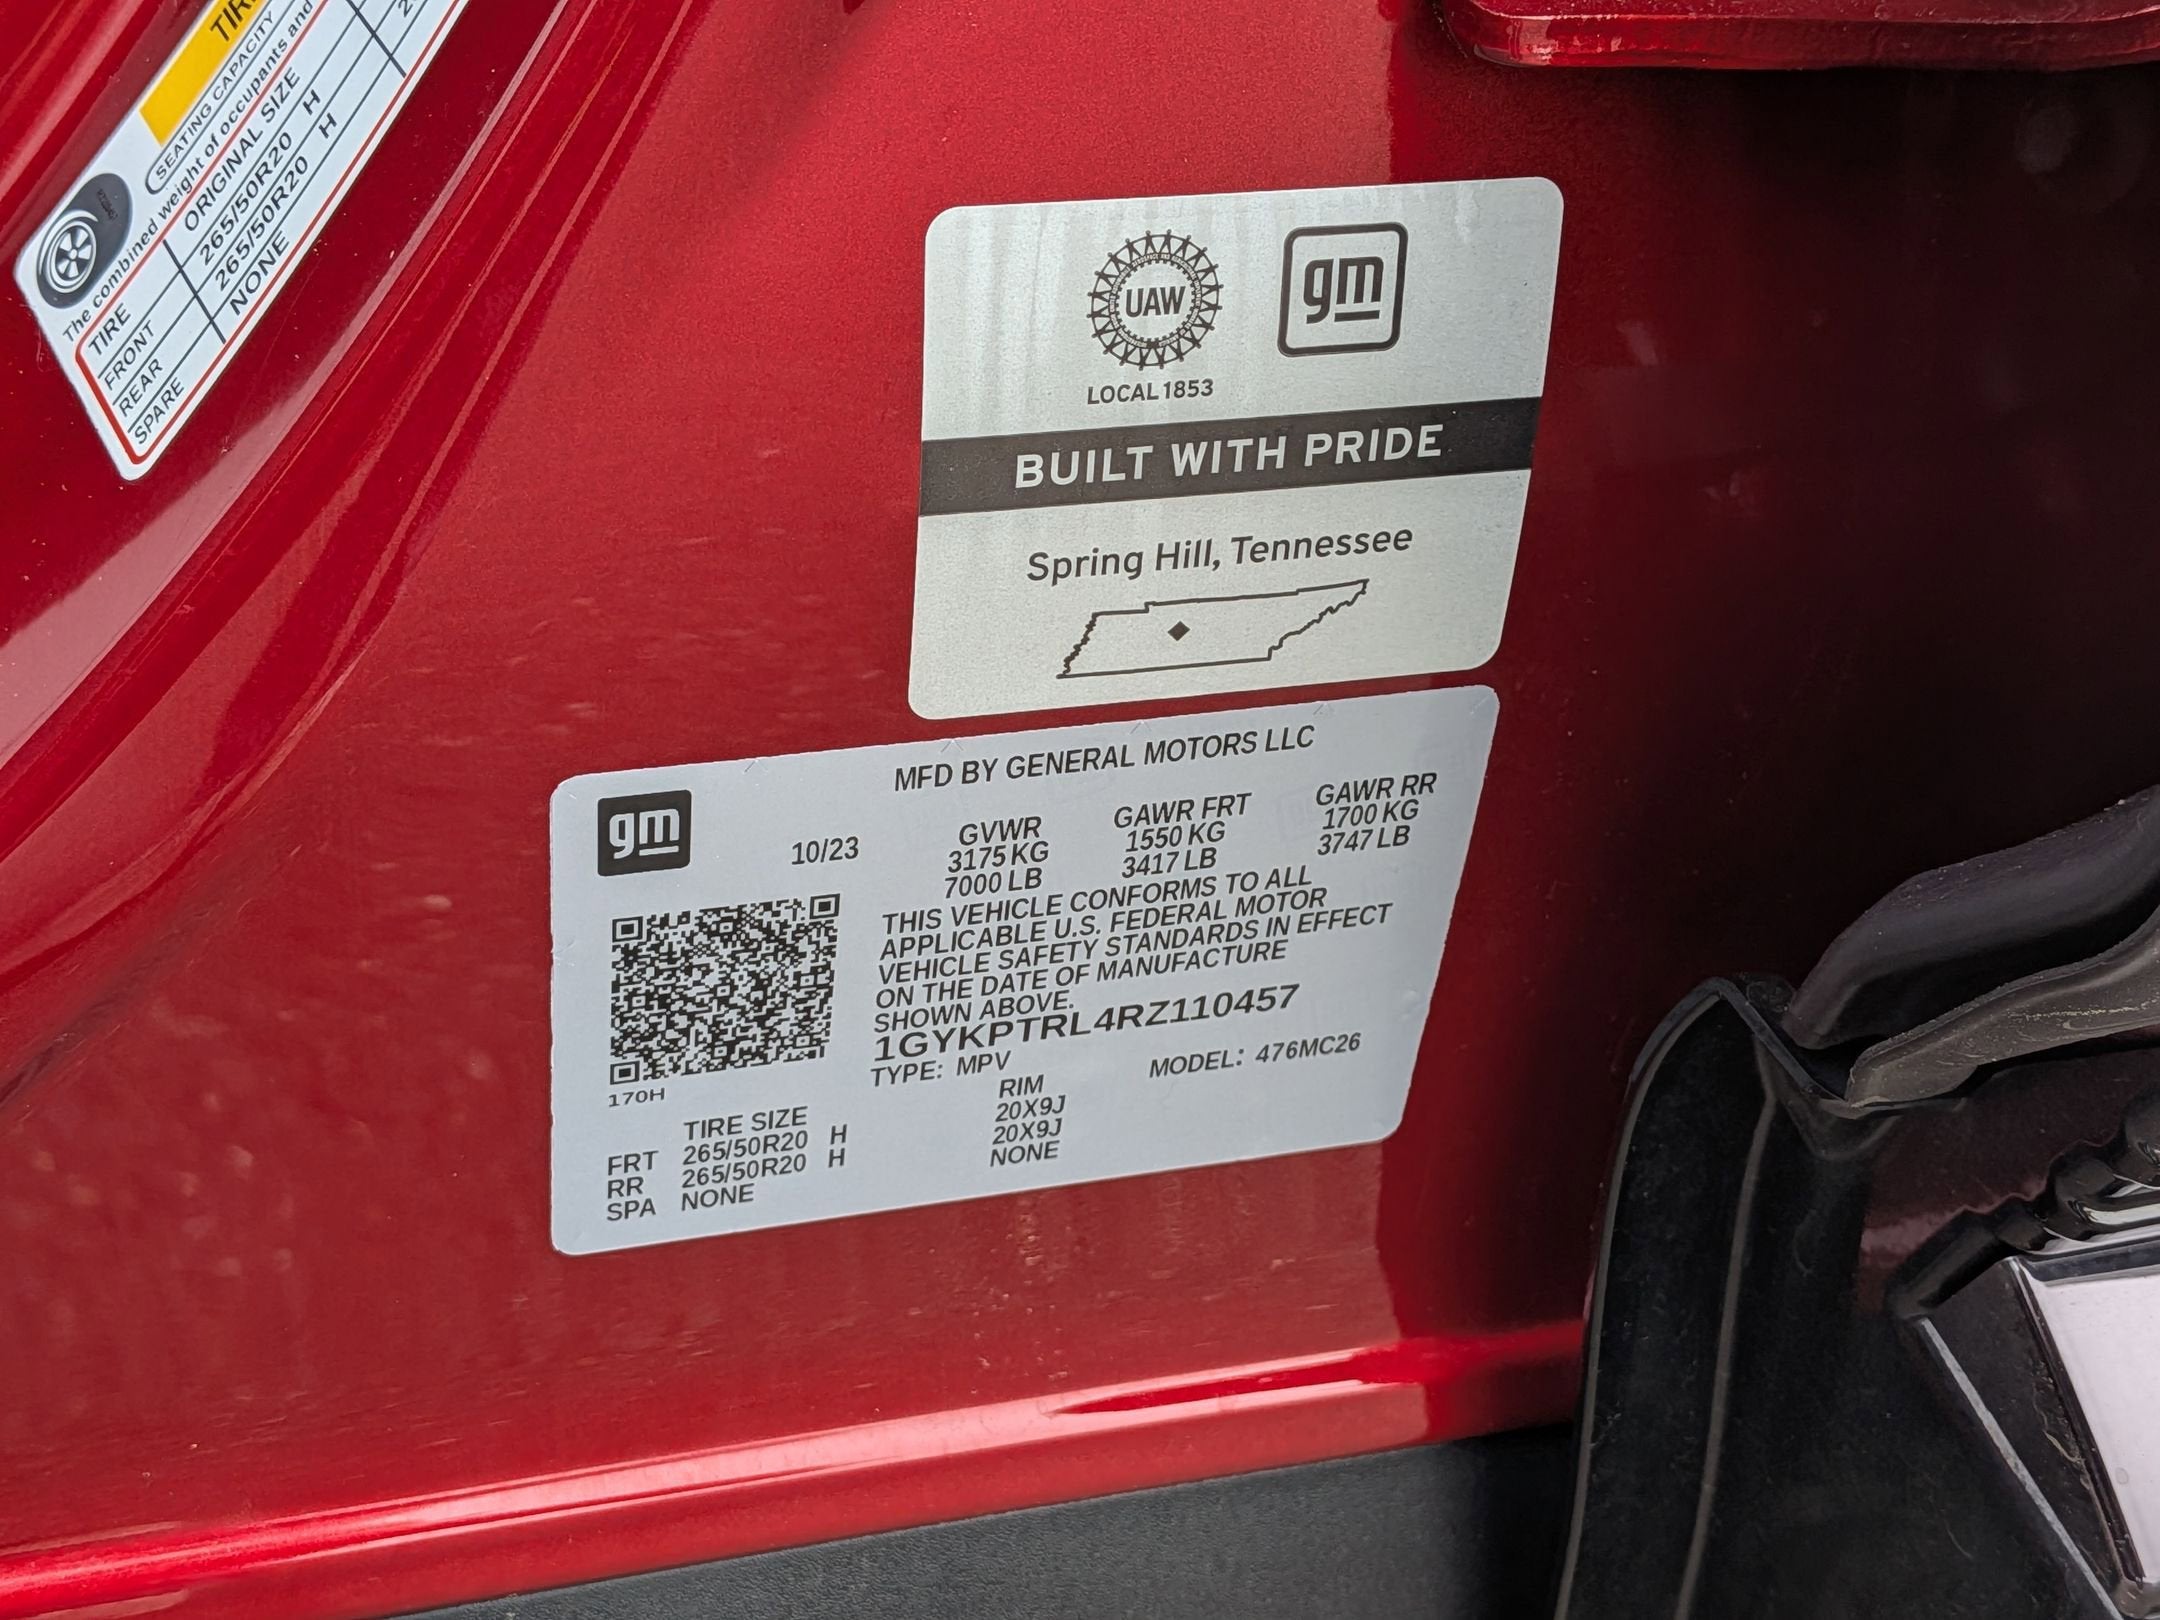 TIR
SEATING CAPACITY
The combined weight of occupants and
TIRE ORIGINAL SIZE
FRONT 265/50R20 H
REAR 265/50R20 H
SPARE NONE
UAW
gm
LOCAL 1853
BUILT WITH PRIDE
Spring Hill, Tennessee
MFD BY GENERAL MOTORS LLC
gm
10/23
GVWR GAWR FRT GAWR RR
3175 KG 1550 KG 1700 KG
7000 LB 3417 LB 3747 LB
THIS VEHICLE CONFORMS TO ALL
APPLICABLE U.S. FEDERAL MOTOR
VEHICLE SAFETY STANDARDS IN EFFECT
ON THE DATE OF MANUFACTURE
SHOWN ABOVE.
1GYKPTRL4RZ110457
TYPE: MPV MODEL: 476MC26
170H
TIRE SIZE RIM
FRT 265/50R20 H 20X9J
RR 265/50R20 H 20X9J
SPA NONE NONE